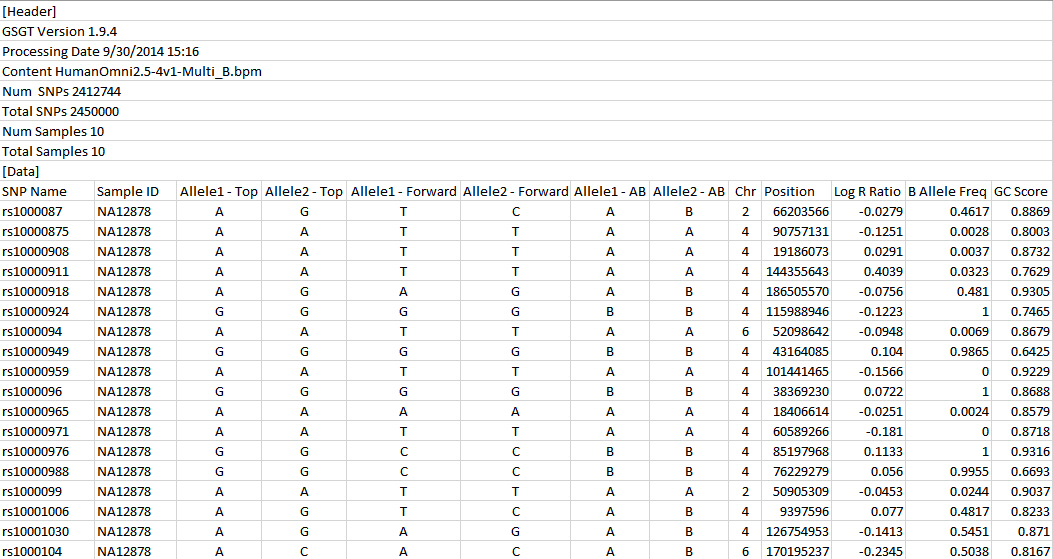 [Header]
GSGT Version 1.9.4
Processing Date 9/30/2014 15:16
Content HumanOmni2.5-4v1-Multi_B.bpm
Num  SNPs 2412744
Total SNPs 2450000
Num Samples 10
Total Samples 10
[Data]
SNP Name Sample ID Allele1 - Top Allele2 - Top Allele1 - Forward Allele2 - Forward Allele1 - AB Allele2 - AB Chr Position Log R Ratio B Allele Freq GC Score
rs1000087 NA12878 A G T C A B 2 66203566 -0.0279 0.4617 0.8869
rs10000875 NA12878 A A T T A A 4 90757131 -0.1251 0.0028 0.8003
rs10000908 NA12878 A A T T A A 4 19186073 0.0291 0.0037 0.8732
rs10000911 NA12878 A A T T A A 4 144355643 0.4039 0.0323 0.7629
rs10000918 NA12878 A G A G A B 4 186505570 -0.0756 0.481 0.9305
rs10000924 NA12878 G G G G B B 4 115988946 -0.1223 1 0.7465
rs1000094 NA12878 A A T T A A 6 52098642 -0.0948 0.0069 0.8679
rs10000949 NA12878 G G G G B B 4 43164085 0.104 0.9865 0.6425
rs10000959 NA12878 A A T T A A 4 101441465 -0.1566 0 0.9229
rs1000096 NA12878 G G G G B B 4 38369230 0.0722 1 0.8688
rs10000965 NA12878 A A A A A A 4 18406614 -0.0251 0.0024 0.8579
rs10000971 NA12878 A A T T A A 4 60589266 -0.181 0 0.8718
rs10000976 NA12878 G G C C B B 4 85197968 0.1133 1 0.9316
rs10000988 NA12878 G G C C B B 4 76229279 0.056 0.9955 0.6693
rs1000099 NA12878 A A T T A A 2 50905309 -0.0453 0.0244 0.9037
rs10001006 NA12878 A G T C A B 4 9397596 0.077 0.4817 0.8233
rs10001030 NA12878 A G A G A B 4 126754953 -0.1413 0.5451 0.871
rs1000104 NA12878 A C A C A B 6 170195237 -0.2345 0.5038 0.8167